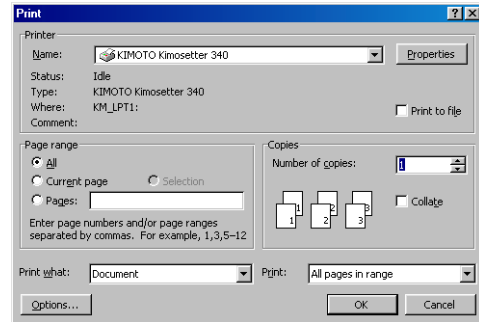 Print
Printer
Name: KIMOTO Kimosetter 340 Properties
Status: Idle
Type: KIMOTO Kimosetter 340
Where: KM_LPT1:
Comment: Print to file
Page range
All
Current page Selection
Pages:
Enter page numbers and/or page ranges
separated by commas. For example, 1,3,5–12
Copies
Number of copies: 1
1 1 2 2 3 3
Collate
Print what: Document Print: All pages in range
Options... OK Cancel